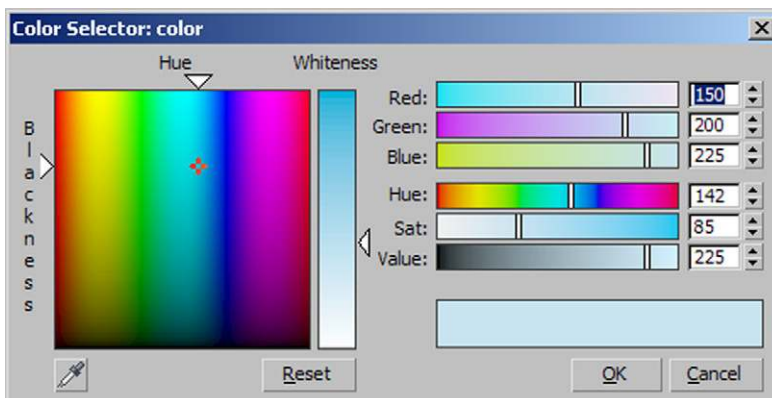 Color Selector: color
Hue
Whiteness
Blackness
Red: 150
Green: 200
Blue: 225
Hue: 142
Sat: 85
Value: 225
Reset
OK
Cancel